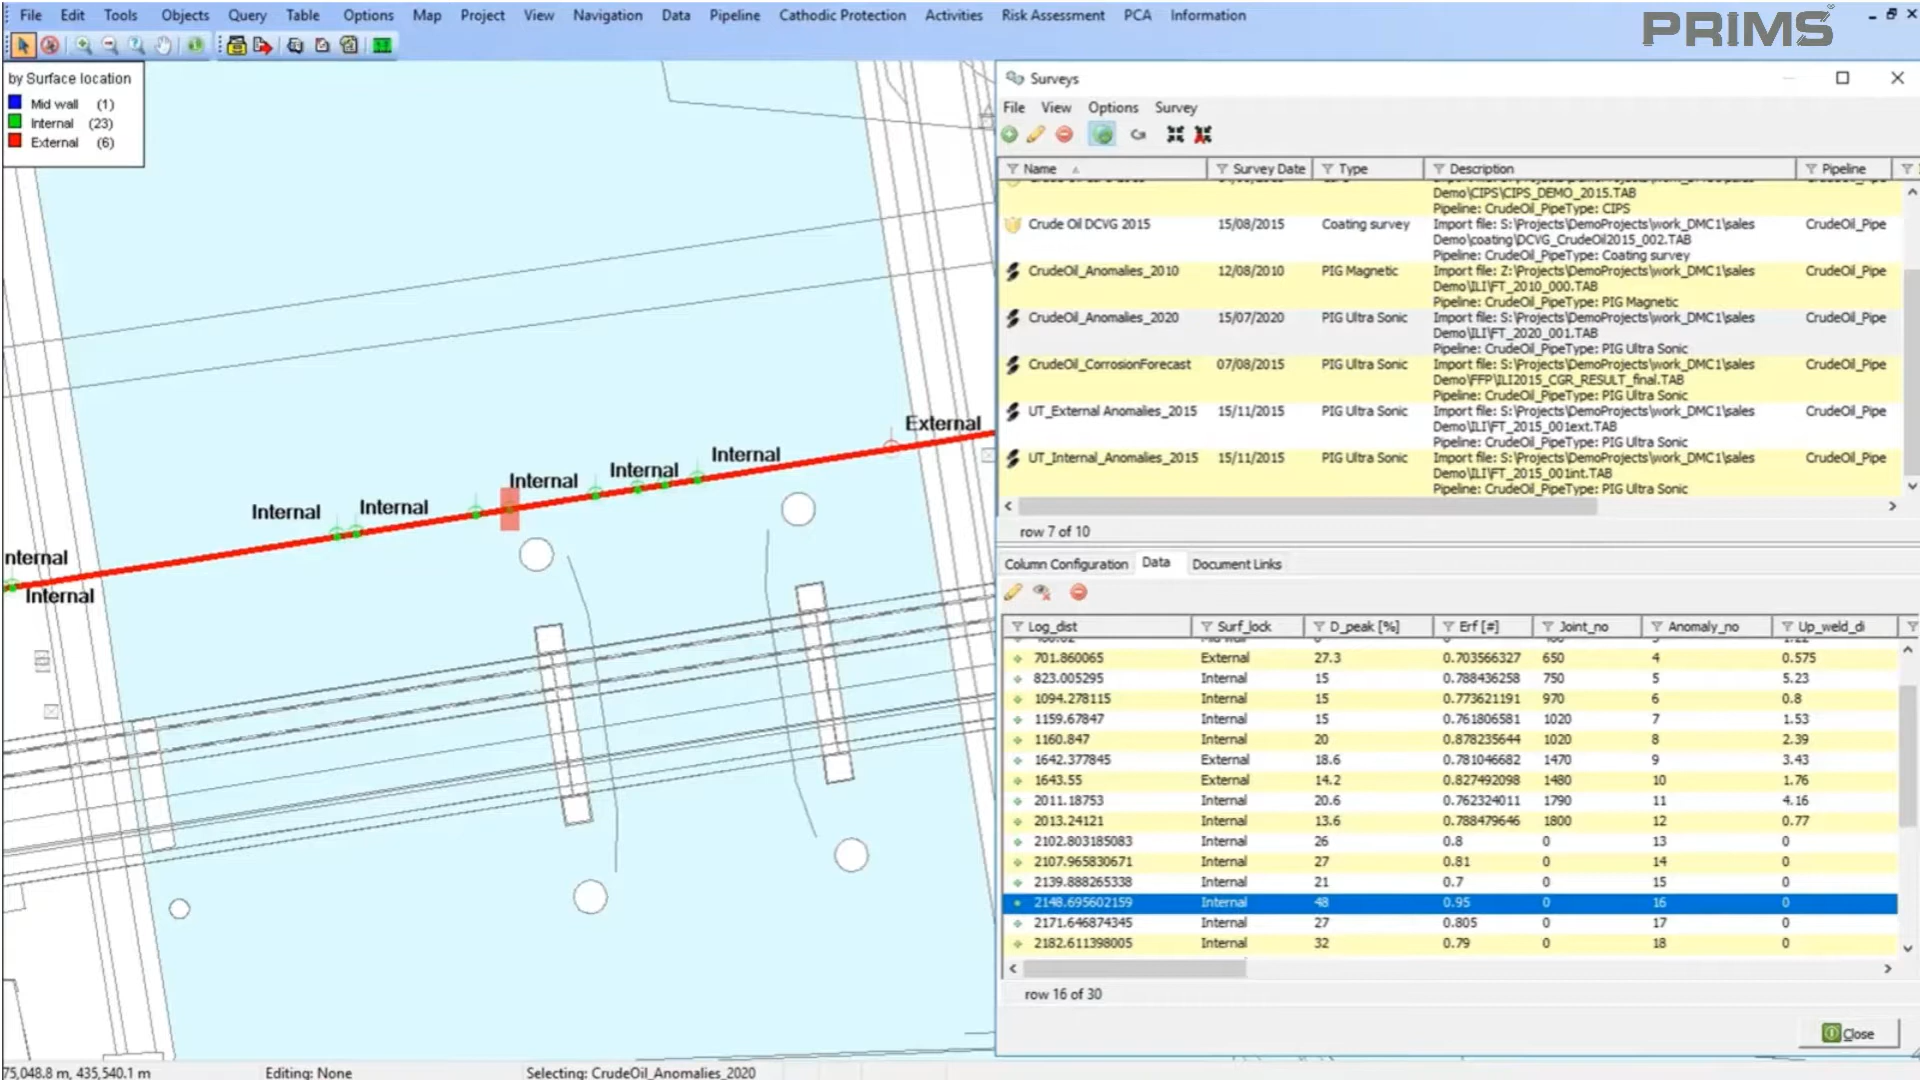 File Edit Tools Objects Query Table Options Map Project View Navigation Data Pipeline Cathodic Protection Activities Risk Assessment PCA Information
PRIMS
by Surface location
Mid wall (1)
Internal (23)
External (6)
External
Internal
Internal
Internal
Internal
Internal
nternal
Internal
Surveys
File View Options Survey
Name Survey Date Type Description Pipeline
Demo\CIPS\CIPS_DEMO_2015.TAB
Pipeline: CrudeOil_PipeType: CIPS
Crude Oil DCVG 2015 15/08/2015 Coating survey Import file: S:\Projects\DemoProjects\work_DMC1\sales CrudeOil_Pipe
Demo\coating\DCVG_CrudeOil2015_002.TAB
Pipeline: CrudeOil_PipeType: Coating survey
CrudeOil_Anomalies_2010 12/08/2010 PIG Magnetic Import file: Z:\Projects\DemoProjects\work_DMC1\sales CrudeOil_Pipe
Demo\ILI\FT_2010_000.TAB
Pipeline: CrudeOil_PipeType: PIG Magnetic
CrudeOil_Anomalies_2020 15/07/2020 PIG Ultra Sonic Import file: S:\Projects\DemoProjects\work_DMC1\sales CrudeOil_Pipe
Demo\ILI\FT_2020_001.TAB
Pipeline: CrudeOil_PipeType: PIG Ultra Sonic
CrudeOil_CorrosionForecast 07/08/2015 PIG Ultra Sonic Import file: S:\Projects\DemoProjects\work_DMC1\sales CrudeOil_Pipe
Demo\FFP\ILI2015_CGR_RESULT_final.TAB
Pipeline: CrudeOil_PipeType: PIG Ultra Sonic
UT_External Anomalies_2015 15/11/2015 PIG Ultra Sonic Import file: S:\Projects\DemoProjects\work_DMC1\sales CrudeOil_Pipe
Demo\ILI\FT_2015_001ext.TAB
Pipeline: CrudeOil_PipeType: PIG Ultra Sonic
UT_Internal_Anomalies_2015 15/11/2015 PIG Ultra Sonic Import file: S:\Projects\DemoProjects\work_DMC1\sales CrudeOil_Pipe
Demo\ILI\FT_2015_001int.TAB
Pipeline: CrudeOil_PipeType: PIG Ultra Sonic
row 7 of 10
Column Configuration Data Document Links
Log_dist Surf_lock D_peak [%] Erf [#] Joint_no Anomaly_no Up_weld_di
701.860065 External 27.3 0.703566327 650 4 0.575
823.005295 Internal 15 0.788436258 750 5 5.23
1094.278115 Internal 15 0.773621191 970 6 0.8
1159.67847 Internal 15 0.761806581 1020 7 1.53
1160.847 Internal 20 0.878235644 1020 8 2.39
1642.377845 External 18.6 0.781046682 1470 9 3.43
1643.55 External 14.2 0.827492098 1480 10 1.76
2011.18753 Internal 20.6 0.762324011 1790 11 4.16
2013.24121 Internal 13.6 0.788479646 1800 12 0.77
2102.803185083 Internal 26 0.8 0 13 0
2107.965830671 Internal 27 0.81 0 14 0
2139.888265338 Internal 21 0.7 0 15 0
2148.695602159 Internal 48 0.95 0 16 0
2171.646874345 Internal 27 0.805 0 17 0
2182.611398005 Internal 32 0.79 0 18 0
row 16 of 30
Close
75,048.8 m, 435,540.1 m Editing: None Selecting: CrudeOil_Anomalies_2020